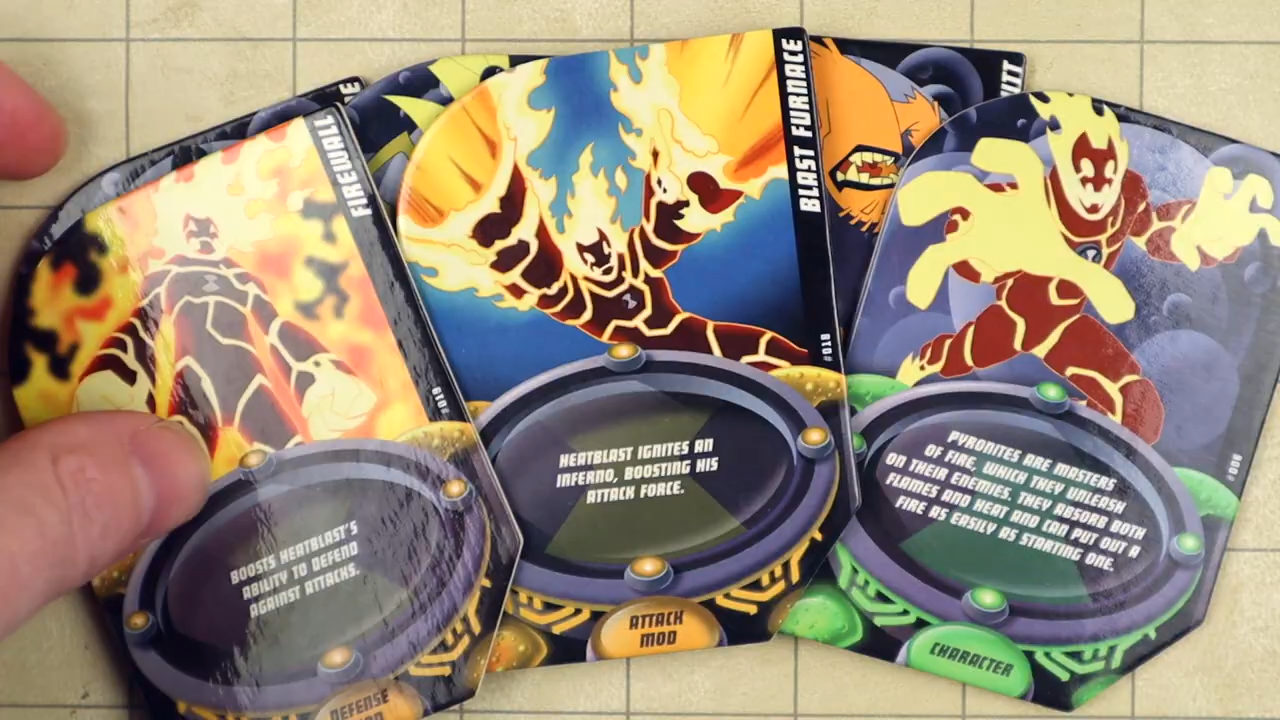 FIREWALL
BOOSTS HEATBLAST'S
ABILITY TO DEFEND
AGAINST ATTACKS.
DEFENSE
BLAST FURNACE
#018
HEATBLAST IGNITES AN
INFERNO, BOOSTING HIS
ATTACK FORCE.
ATTACK
MOD
#006
PYRONITES ARE MASTERS
OF FIRE, WHICH THEY UNLEASH
ON THEIR ENEMIES. THEY ABSORB BOTH
FLAMES AND HEAT AND CAN PUT OUT A
FIRE AS EASILY AS STARTING ONE.
CHARACTER